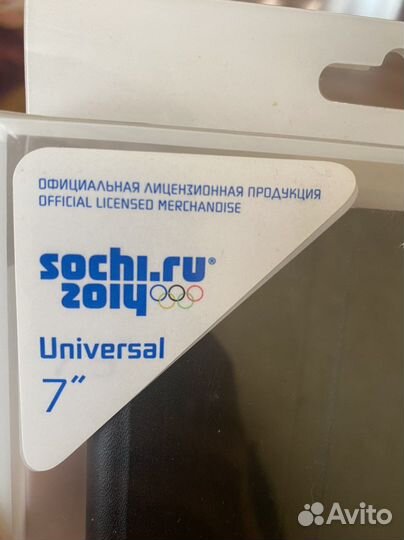 ОФИЦИАЛЬНАЯ ЛИЦЕНЗИОННАЯ ПРОДУКЦИЯ
OFFICIAL LICENSED MERCHANDISE
sochi.ru®
2014
Universal
7”
Avito